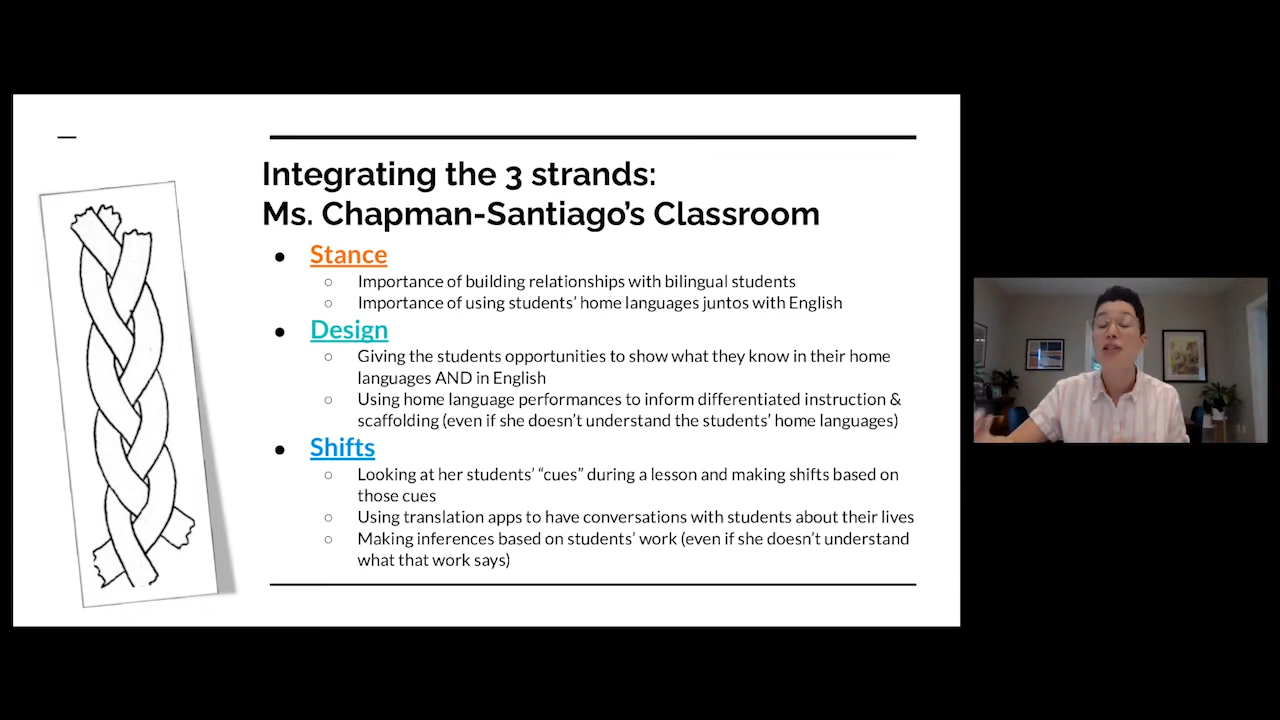 Integrating the 3 strands:
Ms. Chapman-Santiago’s Classroom
● Stance
○ Importance of building relationships with bilingual students
○ Importance of using students’ home languages juntos with English
● Design
○ Giving the students opportunities to show what they know in their home
languages AND in English
○ Using home language performances to inform differentiated instruction &
scaffolding (even if she doesn’t understand the students’ home languages)
● Shifts
○ Looking at her students’ “cues” during a lesson and making shifts based on
those cues
○ Using translation apps to have conversations with students about their lives
○ Making inferences based on students’ work (even if she doesn’t understand
what that work says)